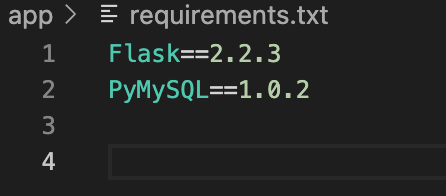 app > requirements.txt
1 Flask==2.2.3
2 PyMySQL==1.0.2
3
4